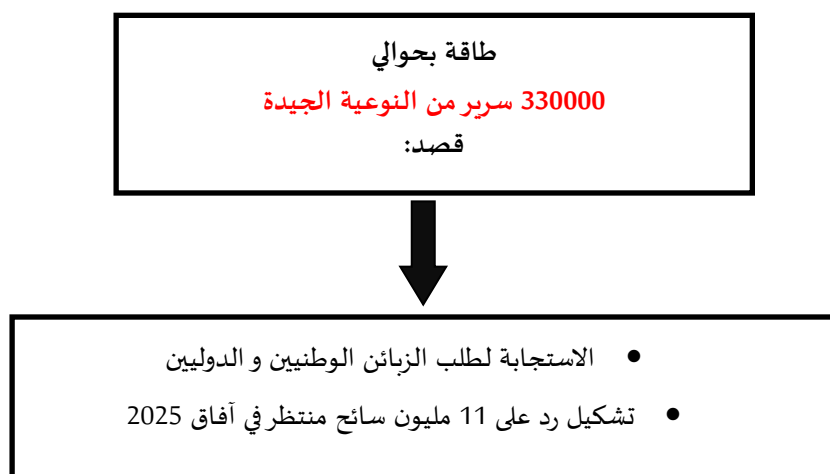 طاقة بحوالي
330000 سرير من النوعية الجيدة
قصد:
• الاستجابة لطلب الزبائن الوطنيين و الدوليين
• تشكيل رد على 11 مليون سائح منتظر في آفاق 2025